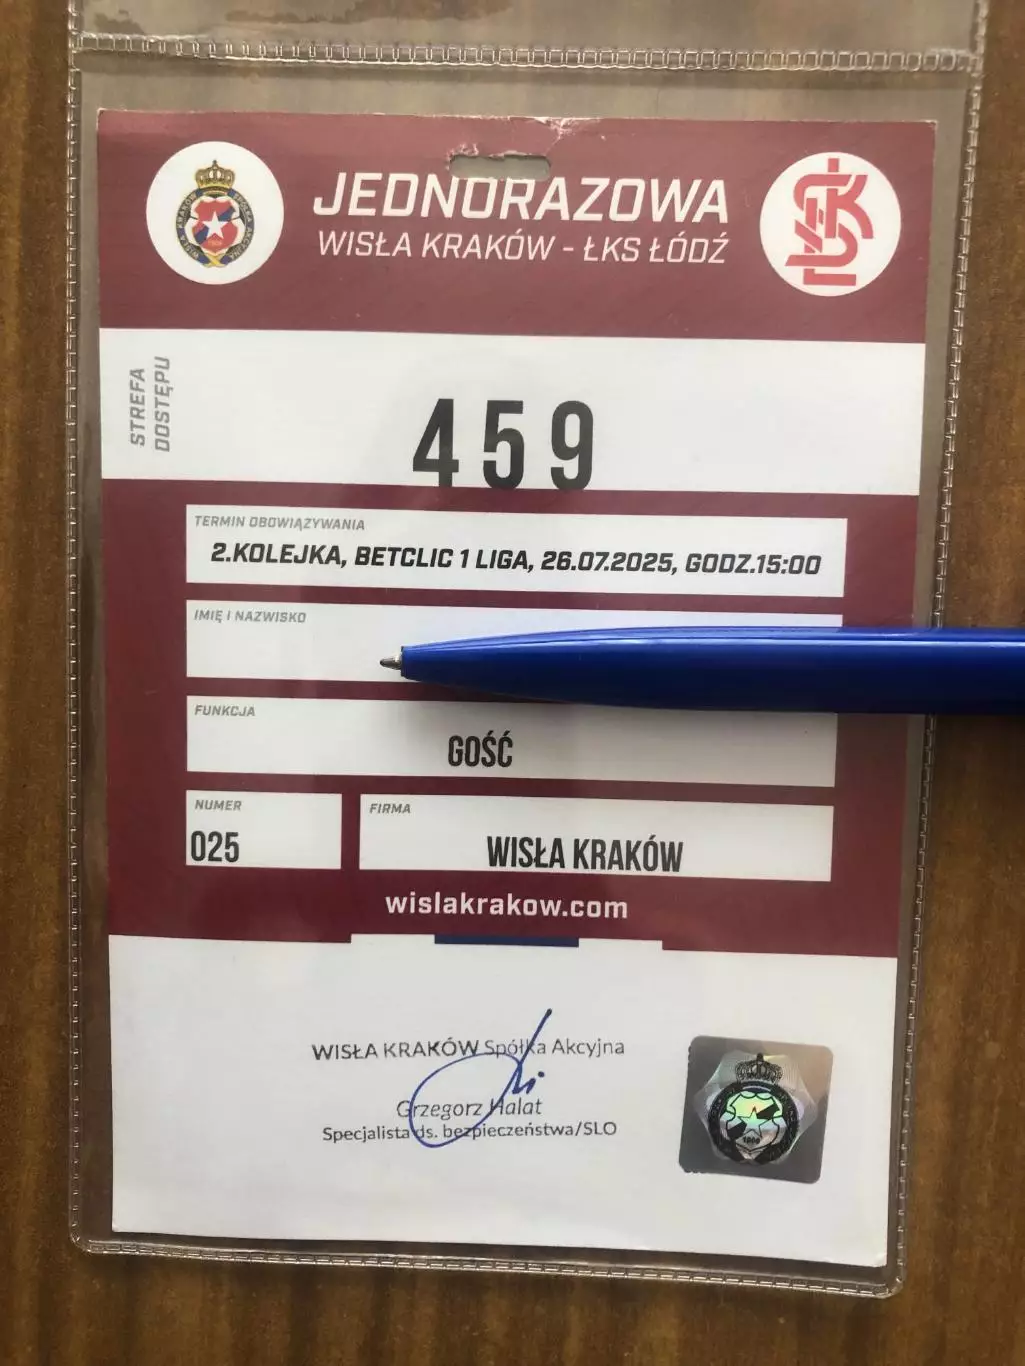 JEDNORAZOWA
WISŁA KRAKÓW - ŁKS ŁÓDŹ
STREFA
DOSTĘPU
459
TERMIN OBOWIĄZYWANIA
2.KOLEJKA, BETCLIC 1 LIGA, 26.07.2025, GODZ.15:00
IMIĘ I NAZWISKO
FUNKCJA
GOŚĆ
NUMER
025
FIRMA
WISŁA KRAKÓW
wislakrakow.com
WISŁA KRAKÓW Spółka Akcyjna
Grzegorz Halat
Specjalista ds. bezpieczeństwa/SLO